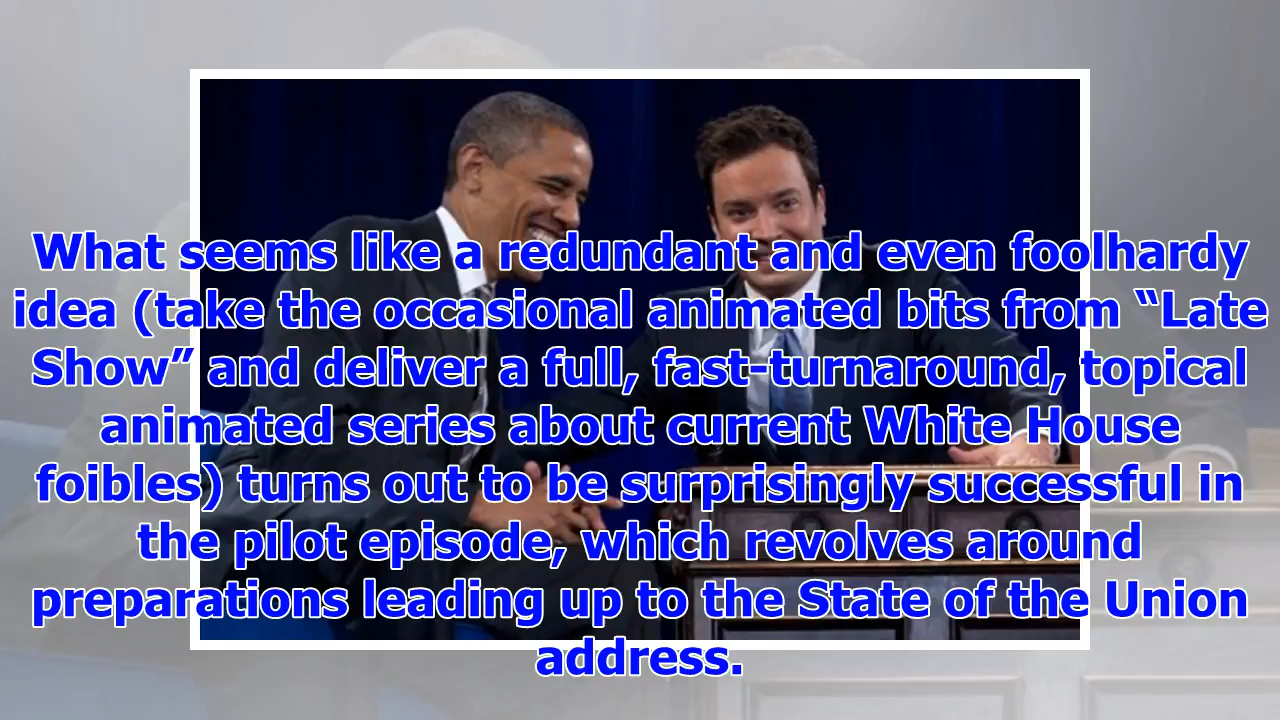 What seems like a redundant and even foolhardy
idea (take the occasional animated bits from “Late
Show” and deliver a full, fast-turnaround, topical
animated series about current White House
foibles) turns out to be surprisingly successful in
the pilot episode, which revolves around
preparations leading up to the State of the Union
address.